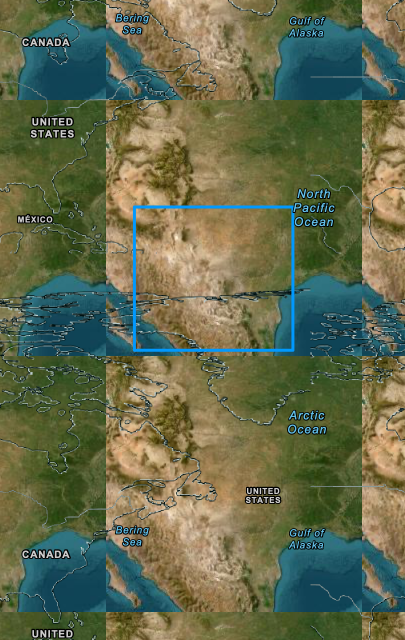 Bering
Sea
Gulf of
Alaska
CANADA
UNITED
STATES
North
Pacific
Ocean
MÉXICO
Arctic
Ocean
UNITED
STATES
Bering
Sea
Gulf of
Alaska
CANADA
UNITED